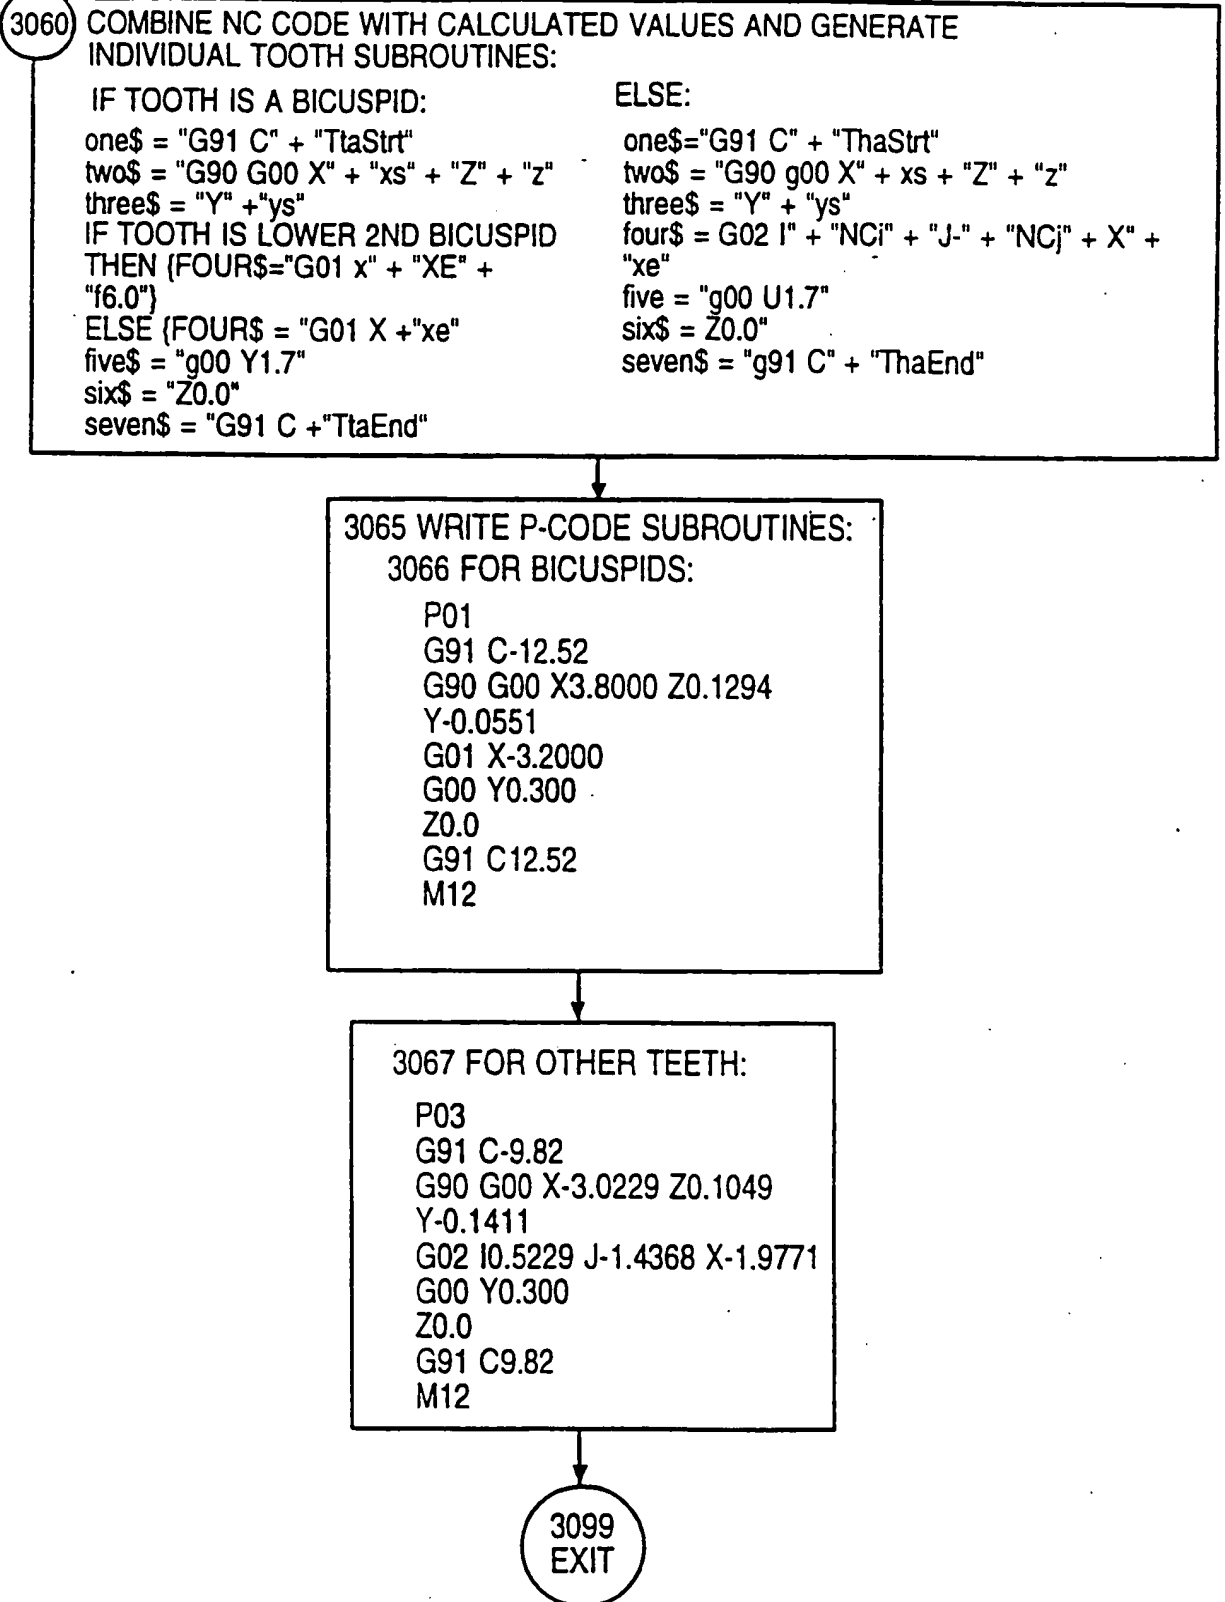 3060 COMBINE NC CODE WITH CALCULATED VALUES AND GENERATE
INDIVIDUAL TOOTH SUBROUTINES:
IF TOOTH IS A BICUSPID:
one$ = "G91 C" + "TtaStrt"
two$ = "G90 G00 X" + "xs" + "Z" + "z"
three$ = "Y" +"ys"
IF TOOTH IS LOWER 2ND BICUSPID
THEN {FOUR$="G01 x" + "XE" +
"f6.0"}
ELSE {FOUR$ = "G01 X +"xe"
five$ = "g00 Y1.7"
six$ = "Z0.0"
seven$ = "G91 C +"TtaEnd"
ELSE:
one$="G91 C" + "ThaStrt"
two$ = "G90 g00 X" + xs + "Z" + "z"
three$ = "Y" + "ys"
four$ = G02 I" + "NCi" + "J-" + "NCj" + X" +
"xe"
five = "g00 U1.7"
six$ = Z0.0"
seven$ = "g91 C" + "ThaEnd"
3065 WRITE P-CODE SUBROUTINES:
3066 FOR BICUSPIDS:
P01
G91 C-12.52
G90 G00 X3.8000 Z0.1294
Y-0.0551
G01 X-3.2000
G00 Y0.300
Z0.0
G91 C12.52
M12
3067 FOR OTHER TEETH:
P03
G91 C-9.82
G90 G00 X-3.0229 Z0.1049
Y-0.1411
G02 I0.5229 J-1.4368 X-1.9771
G00 Y0.300
Z0.0
G91 C9.82
M12
3099
EXIT